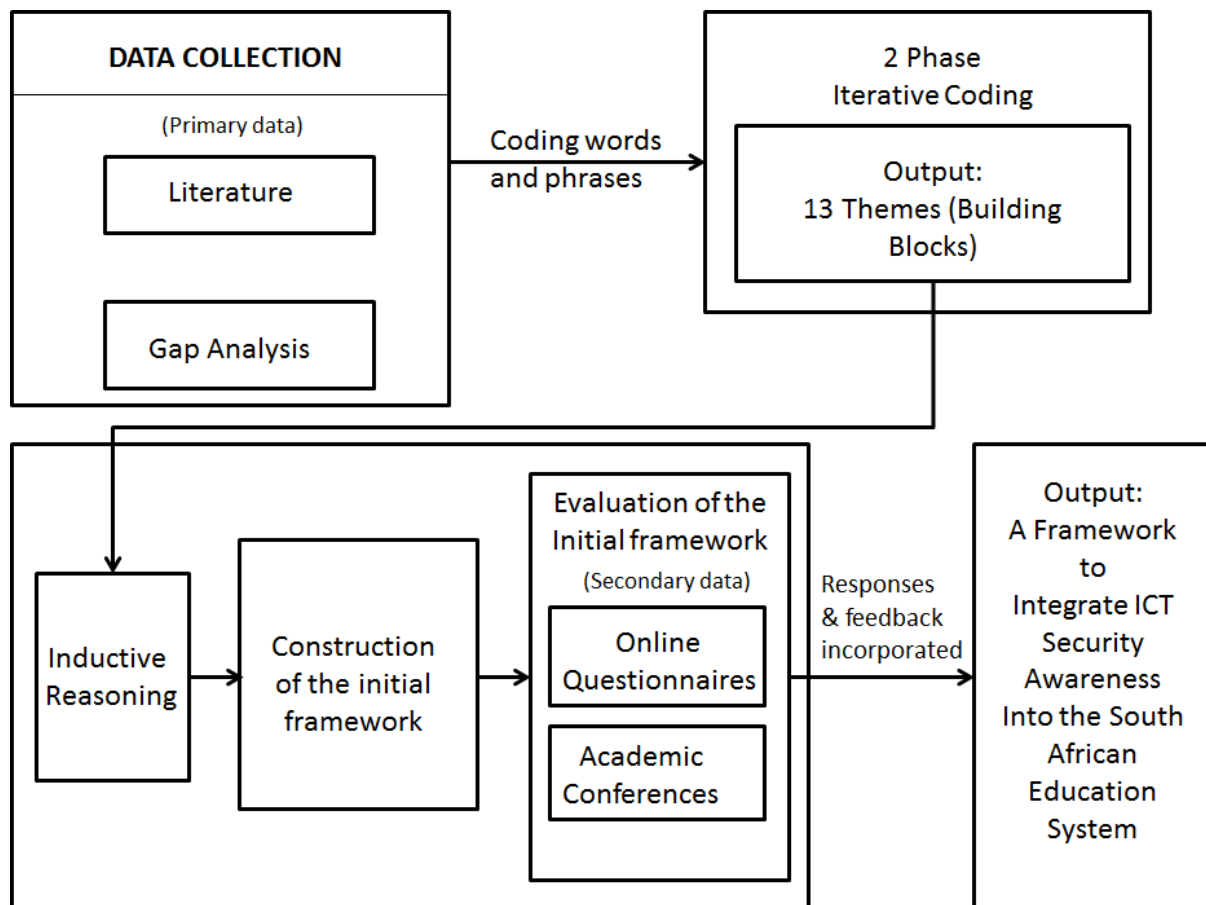 DATA COLLECTION
(Primary data)
Literature
Gap Analysis
Coding words
and phrases
2 Phase
Iterative Coding
Output:
13 Themes (Building
Blocks)
Inductive
Reasoning
Construction
of the initial
framework
Evaluation of the
Initial framework
(Secondary data)
Online
Questionnaires
Academic
Conferences
Responses
& feedback
incorporated
Output:
A Framework
to
Integrate ICT
Security
Awareness
Into the South
African
Education
System